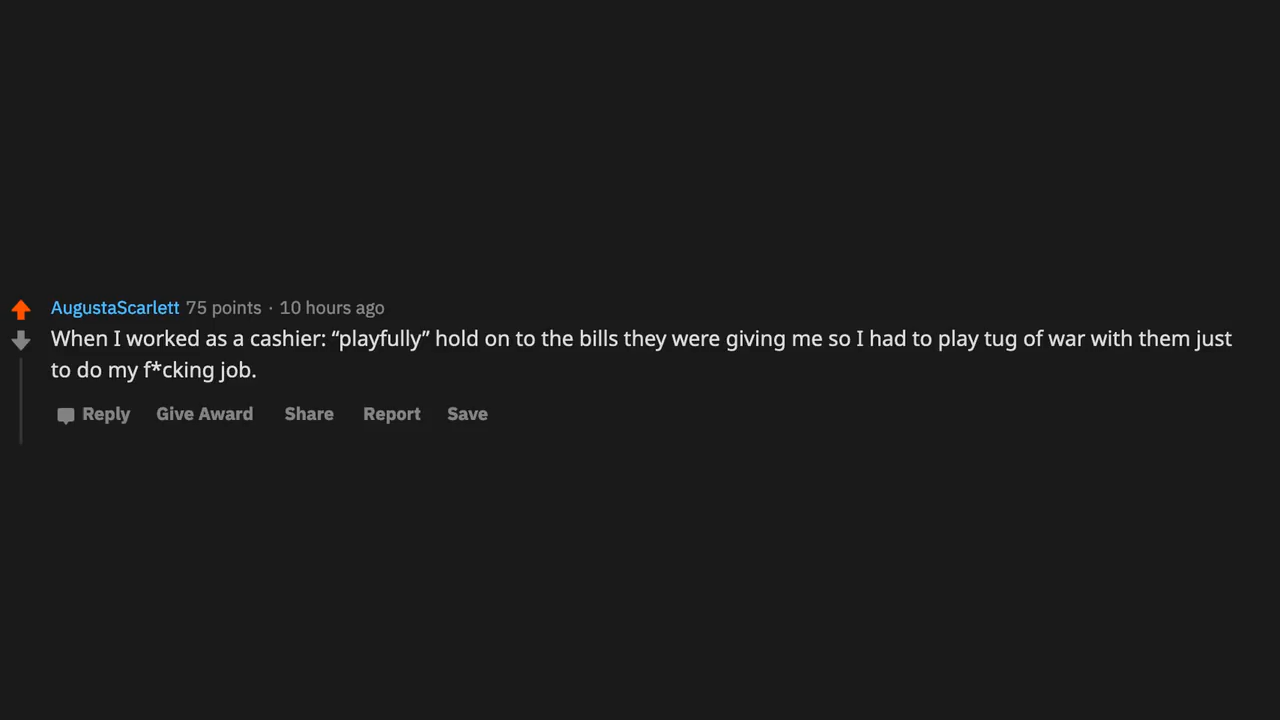 AugustaScarlett 75 points · 10 hours ago
When I worked as a cashier: “playfully” hold on to the bills they were giving me so I had to play tug of war with them just
to do my f*cking job.
Reply Give Award Share Report Save